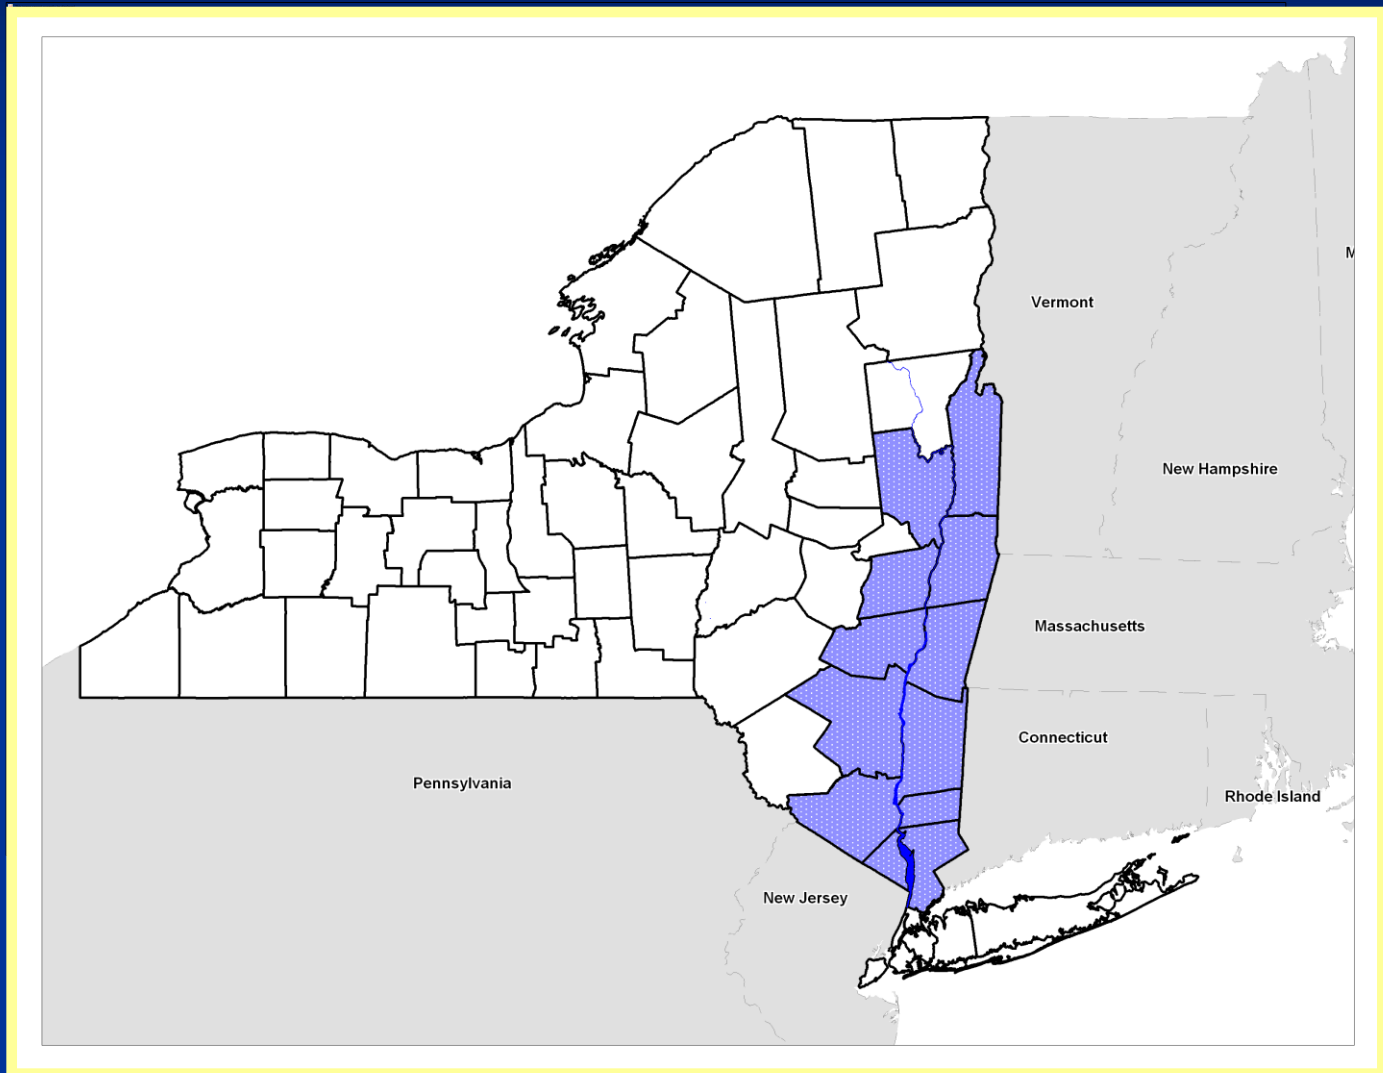 Vermont
M
New Hampshire
Massachusetts
Connecticut
Pennsylvania
Rhode Island
New Jersey